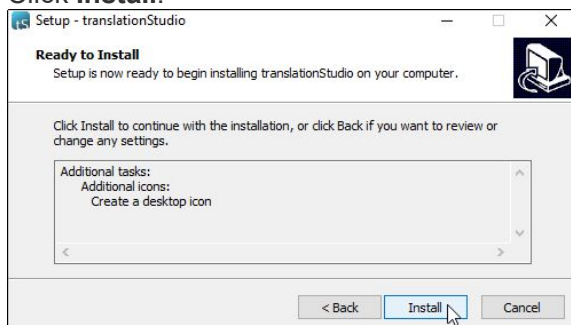 Click Install.
Setup - translationStudio
Ready to Install
Setup is now ready to begin installing translationStudio on your computer.
Click Install to continue with the installation, or click Back if you want to review or
change any settings.
Additional tasks:
Additional icons:
Create a desktop icon
< Back Install Cancel